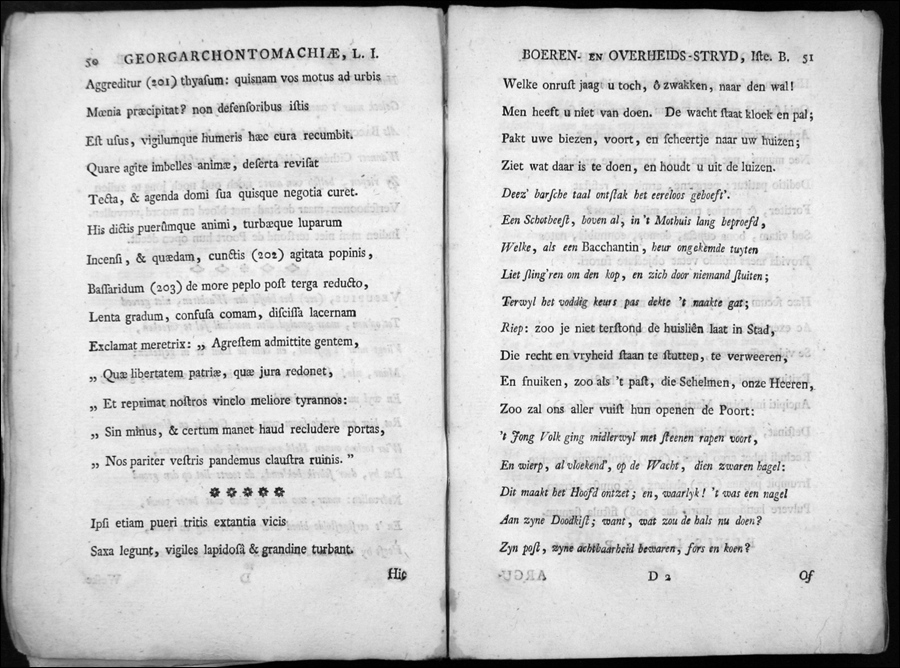 50 GEORGARCHONTOMACHIÆ, L. I.
Aggreditur (201) thyaſum: quisnam vos motus ad urbis
Mœnia præcipitat? non defenſoribus iſtis
Eſt uſus, vigilumque humeris hæc cura recumbit.
Quare agite imbelles animæ, deſerta reviſat
Tecta, & agenda domi ſua quisque negotia curet.
His dictis puerûmque animi, turbæque luparum
Incenſi, & quædam, cunctis (202) agitata popinis,
Baſſaridum (203) de more peplo poſt terga reducto,
Lenta gradum, confuſa comam, diſciſſa lacernam
Exclamat meretrix: „ Agreſtem admittite gentem,
„ Quæ libertatem patriæ, quæ jura redonet,
„ Et reprimat noſtros vinclo meliore tyrannos:
„ Sin minus, & certum manet haud recludere portas,
„ Nos pariter veſtris pandemus clauſtra ruinis. ”
Ipſi etiam pueri tritis extantia vicis
Saxa legunt, vigiles lapidoſâ & grandine turbant.
Hic
BOEREN- EN OVERHEIDS-STRYD, Iſte. B. 51
Welke onruſt jaagt u toch, ô zwakken, naar den wal!
Men heeft u niet van doen. De wacht ſtaat kloek en pal;
Pakt uwe biezen, voort, en ſcheertje naar uw huizen;
Ziet wat daar is te doen, en houdt u uit de luizen.
Deez' barſche taal ontſtak het eereloos geboeft'.
Een Schotbeeſt, boven al, in 't Mothuis lang beproefd,
Welke, als een Bacchantin, heur ongekemde tuyten
Liet ſling'ren om den kop, en zich door niemand ſtuiten;
Terwyl het voddig keurs pas dekte 't naakte gat;
Riep: zoo je niet terſtond de huisliên laat in Stad,
Die recht en vryheid ſtaan te ſtutten, te verweeren,
En fnuiken, zoo als 't paſt, die Schelmen, onze Heeren,
Zoo zal ons aller vuiſt hun openen de Poort:
't Jong Volk ging midlerwyl met ſteenen rapen voort,
En wierp, al vloekend', op de Wacht, dien zwaren hagel:
Dit maakt het Hoofd ontzet; en, waarlyk! 't was een nagel
Aan zyne Doodkiſt; want, wat zou de hals nu doen?
Zyn poſt, zyne achtbaarheid bewaren, fors en koen?
D 2 Of